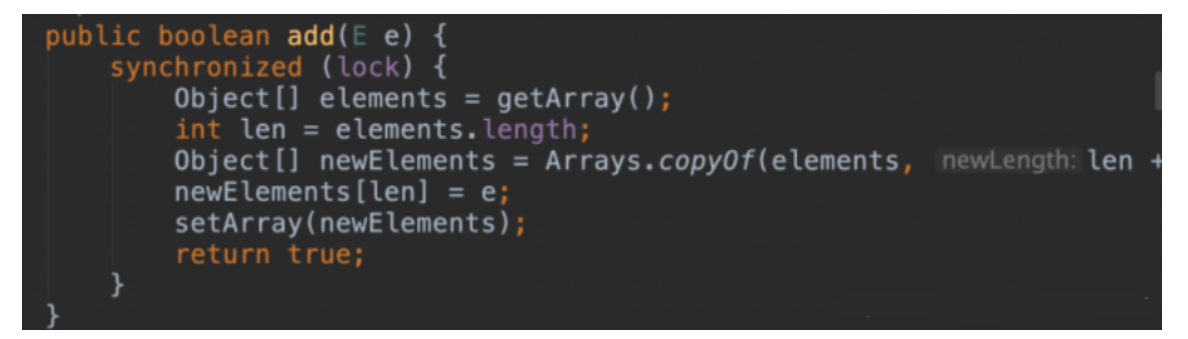 public boolean add(E e) {
synchronized (lock) {
Object[] elements = getArray();
int len = elements.length;
Object[] newElements = Arrays.copyOf(elements, newLength: len +
newElements[len] = e;
setArray(newElements);
return true;
}
}